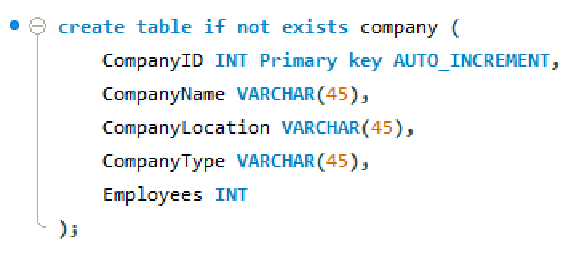 create table if not exists company (
CompanyID INT Primary key AUTO_INCREMENT,
CompanyName VARCHAR(45),
CompanyLocation VARCHAR(45),
CompanyType VARCHAR(45),
Employees INT
);